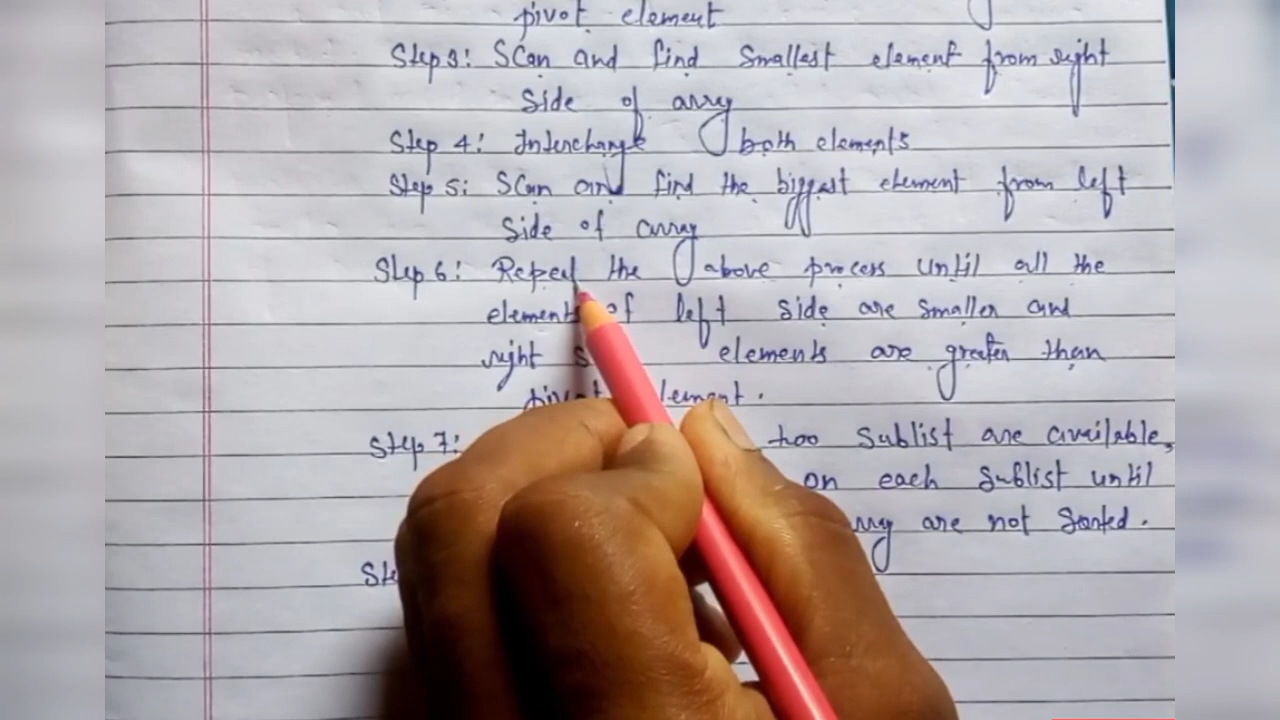 pivot element
Step 3: Scan and find smallest element from right
side of arry
Step 4: Interchange both elements
Step 5: Scan and find the biggest element from left
side of arry
Step 6: Repeat the above process until all the
elements of left side are smaller and
right elements are greater than
element.
Step 7: too sublist are available,
on each sublist until
are not sorted.